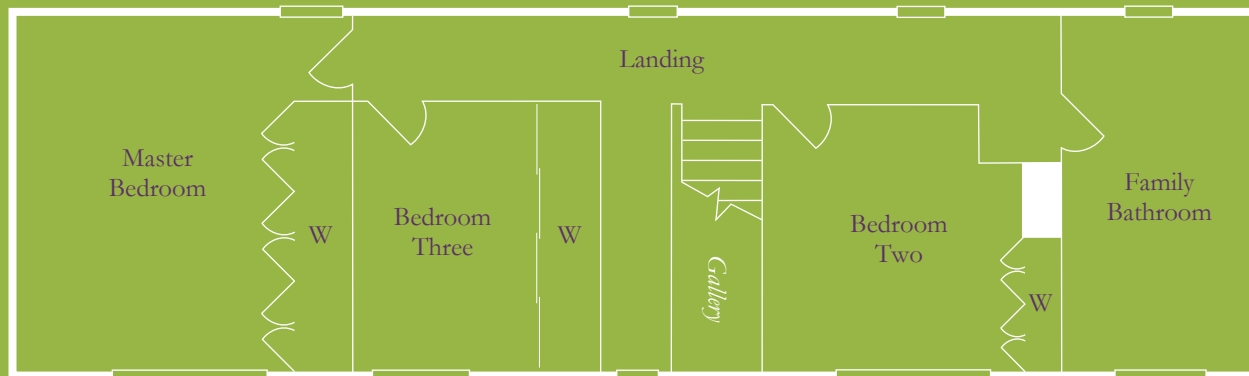 Landing
Master
Bedroom
W
Bedroom
Three
W
Gallery
Bedroom
Two
W
Family
Bathroom